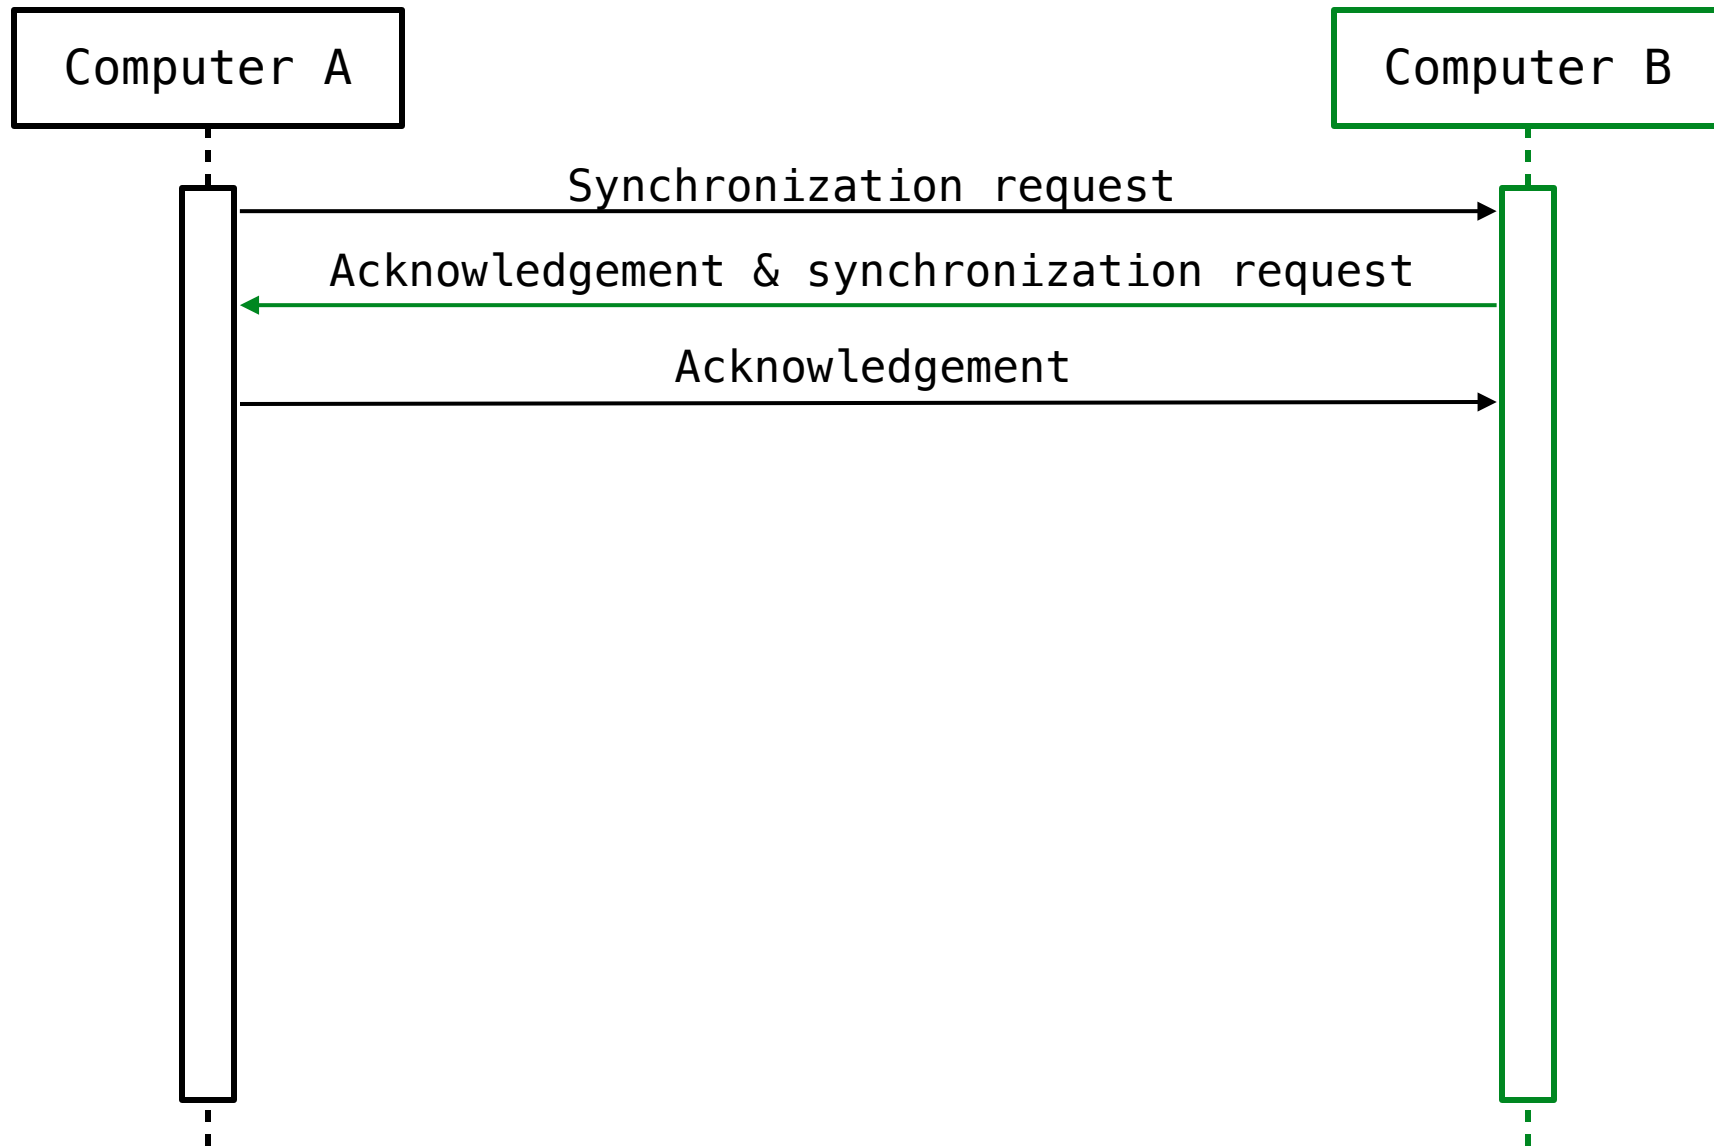 Computer A
Computer B
Synchronization request
Acknowledgement & synchronization request
Acknowledgement